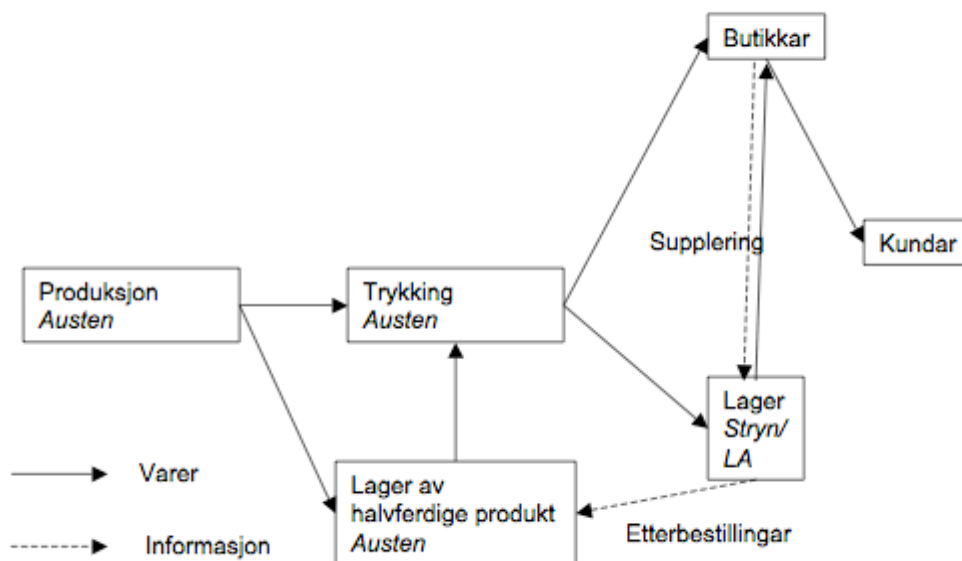 Butikkar
Supplering
Kundar
Produksjon
Austen
Trykking
Austen
Lager
Stryn/
LA
Varer
Lager av
halvferdige produkt
Austen
Etterbestillingar
Informasjon